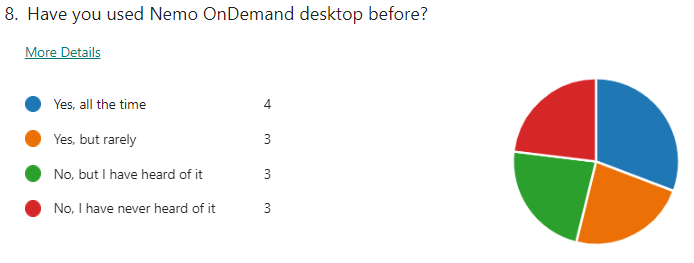 8. Have you used Nemo OnDemand desktop before?
More Details
Yes, all the time 4
Yes, but rarely 3
No, but I have heard of it 3
No, I have never heard of it 3